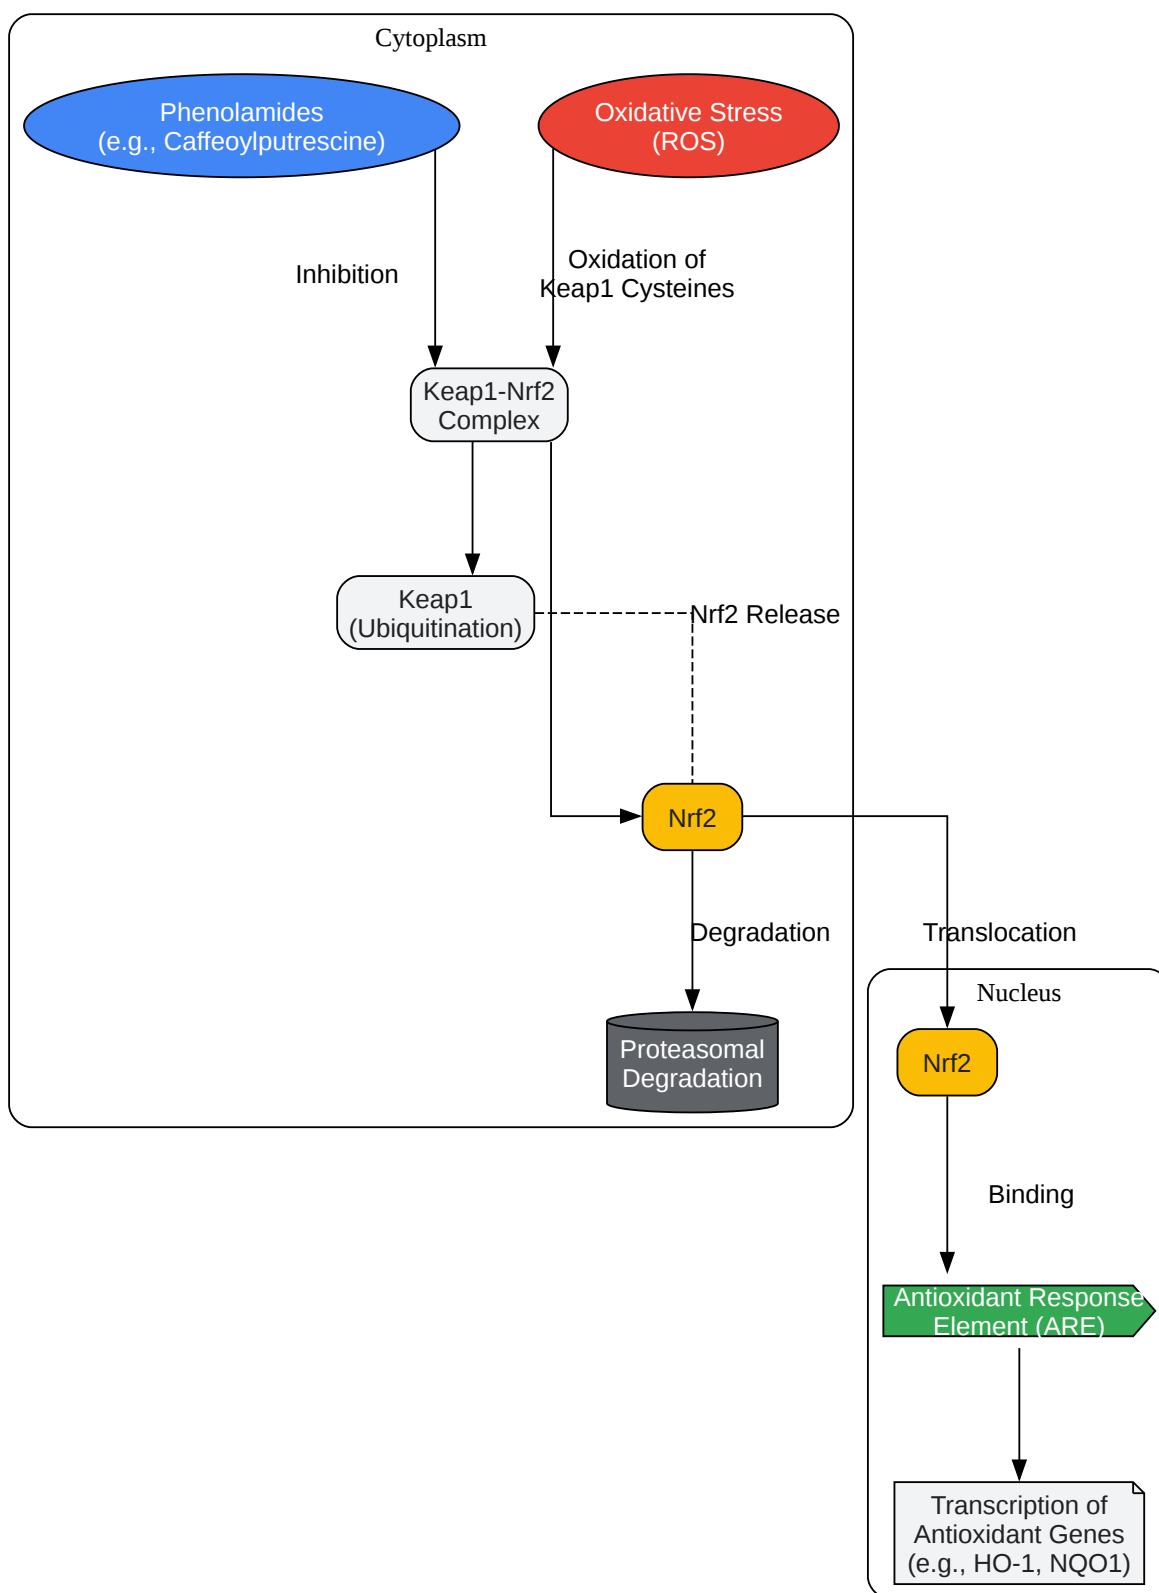 Cytoplasm
Phenolamides
(e.g., Caffeoylputrescine)
Oxidative Stress
(ROS)
Inhibition
Oxidation of
Keap1 Cysteines
Keap1-Nrf2
Complex
Keap1
(Ubiquitination)
Nrf2 Release
Nrf2
Degradation
Translocation
Proteasomal
Degradation
Nucleus
Nrf2
Binding
Antioxidant Response
Element (ARE)
Transcription of
Antioxidant Genes
(e.g., HO-1, NQO1)